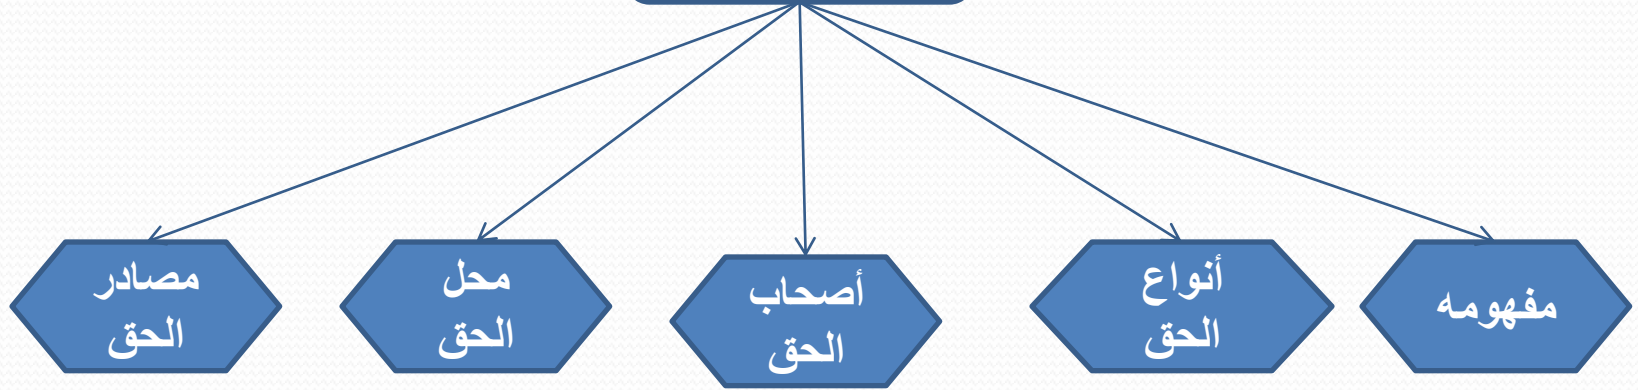 مفهومه
أنواع
الحق
أصحاب
الحق
محل
الحق
مصادر
الحق